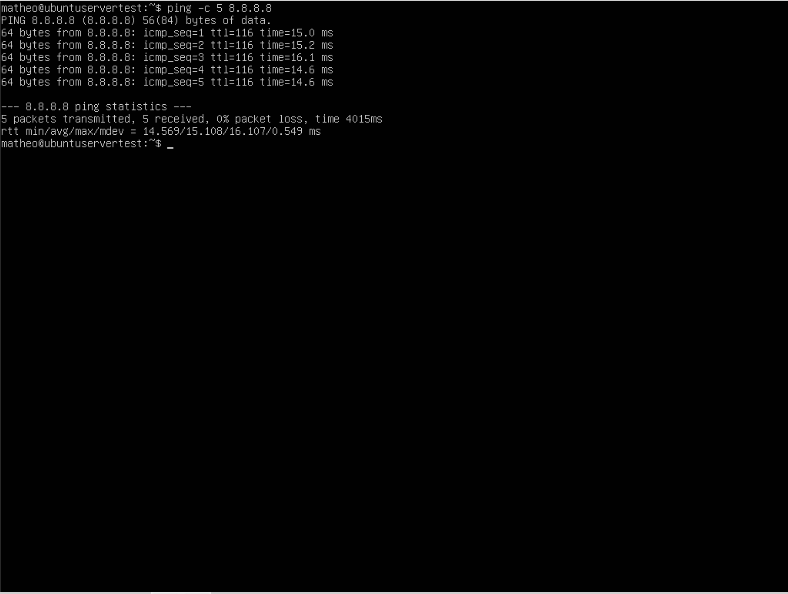 matheo@ubuntuservertest:~$ ping -c 5 8.8.8.8
PING 8.8.8.8 (8.8.8.8) 56(84) bytes of data.
64 bytes from 8.8.8.8: icmp_seq=1 ttl=116 time=15.0 ms
64 bytes from 8.8.8.8: icmp_seq=2 ttl=116 time=15.2 ms
64 bytes from 8.8.8.8: icmp_seq=3 ttl=116 time=16.1 ms
64 bytes from 8.8.8.8: icmp_seq=4 ttl=116 time=14.6 ms
64 bytes from 8.8.8.8: icmp_seq=5 ttl=116 time=14.6 ms

--- 8.8.8.8 ping statistics ---
5 packets transmitted, 5 received, 0% packet loss, time 4015ms
rtt min/avg/max/mdev = 14.569/15.108/16.107/0.549 ms
matheo@ubuntuservertest:~$ _